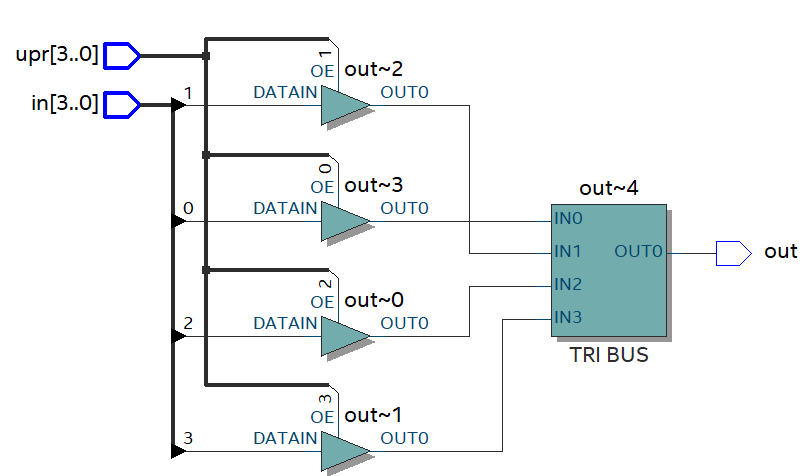 upr[3..0]
in[3..0]
1
1
OE
out~2
DATAIN
OUT0
0
0
OE
out~3
DATAIN
OUT0
2
2
OE
out~0
DATAIN
OUT0
3
3
OE
out~1
DATAIN
OUT0
out~4
IN0
IN1
IN2
IN3
OUT0
TRI BUS
out